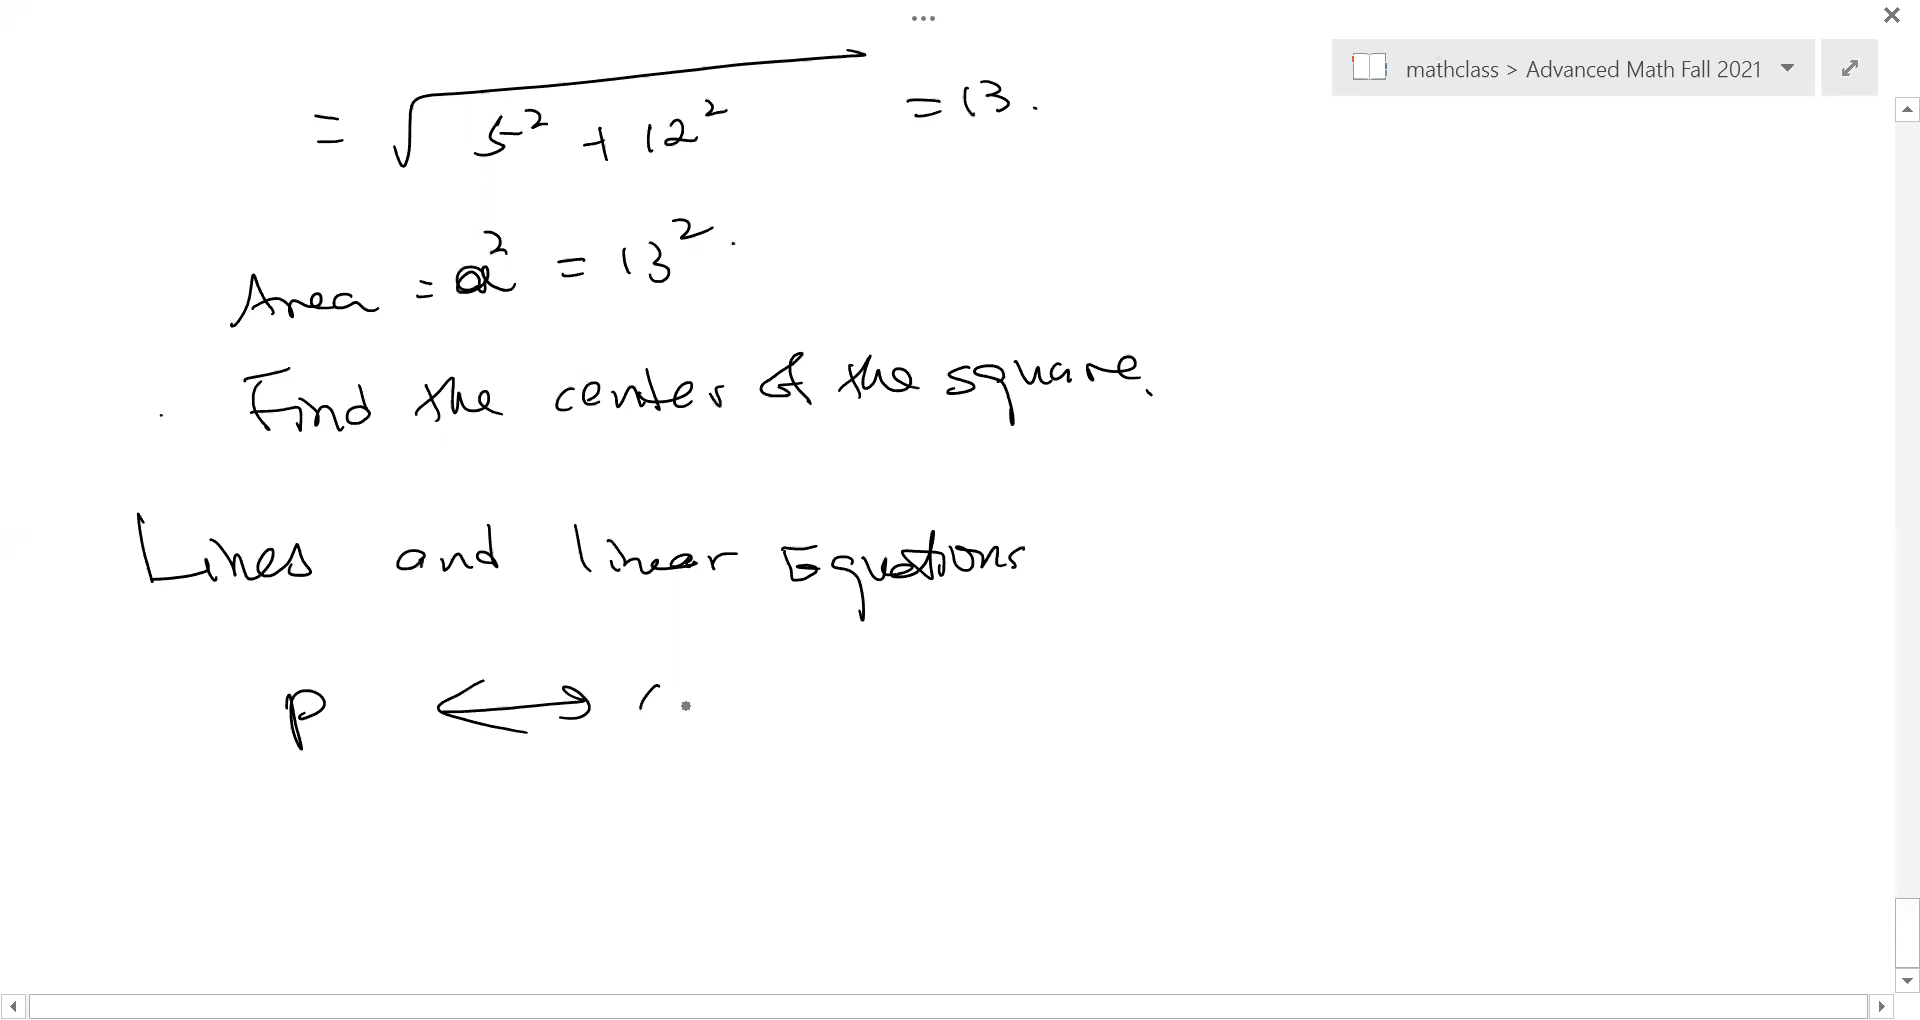 mathclass > Advanced Math Fall 2021
= √(5² + 12²) = 13.
Area = a² = 13².
Find the center of the square.
Lines and linear Equations
P ⟷ (